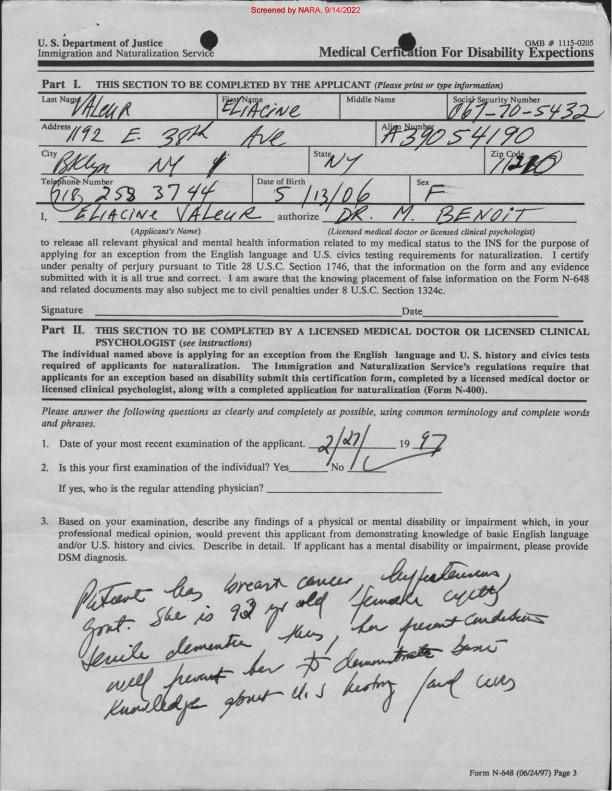 Screened by NARA, 9/14/2022
U. S. Department of Justice OMB # 1115-0205
Immigration and Naturalization Service Medical Cerfication For Disability Expections
Part I. THIS SECTION TO BE COMPLETED BY THE APPLICANT (Please print or type information)
Last Name First Name Middle Name Social Security Number
VALEUR ELIACINE 067-70-5432
Address Alien Number
1192 E. 38th Ave A39054190
City State Zip Code
Bklyn NY NY
Telephone Number Date of Birth Sex
718 258 3744 5/13/06 F
I, ELIACINE VALEUR authorize DR. M. BENOIT
(Applicant's Name) (Licensed medical doctor or licensed clinical psychologist)
to release all relevant physical and mental health information related to my medical status to the INS for the purpose of
applying for an exception from the English language and U.S. civics testing requirements for naturalization. I certify
under penalty of perjury pursuant to Title 28 U.S.C. Section 1746, that the information on the form and any evidence
submitted with it is all true and correct. I am aware that the knowing placement of false information on the Form N-648
and related documents may also subject me to civil penalties under 8 U.S.C. Section 1324c.
Signature Date
Part II. THIS SECTION TO BE COMPLETED BY A LICENSED MEDICAL DOCTOR OR LICENSED CLINICAL
PSYCHOLOGIST (see instructions)
The individual named above is applying for an exception from the English language and U. S. history and civics tests
required of applicants for naturalization. The Immigration and Naturalization Service's regulations require that
applicants for an exception based on disability submit this certification form, completed by a licensed medical doctor or
licensed clinical psychologist, along with a completed application for naturalization (Form N-400).
Please answer the following questions as clearly and completely as possible, using common terminology and complete words
and phrases.
1. Date of your most recent examination of the applicant. 2/27/ 19 97
2. Is this your first examination of the individual? Yes No ✓
If yes, who is the regular attending physician?
3. Based on your examination, describe any findings of a physical or mental disability or impairment which, in your
professional medical opinion, would prevent this applicant from demonstrating knowledge of basic English language
and/or U.S. history and civics. Describe in detail. If applicant has a mental disability or impairment, please provide
DSM diagnosis.
Patient has breast cancer,
gout. She is yr old female
senile dementia thus, her present conditions
will prevent her to demonstrate basic
knowledge about U.S history and
Form N-648 (06/24/97) Page 3